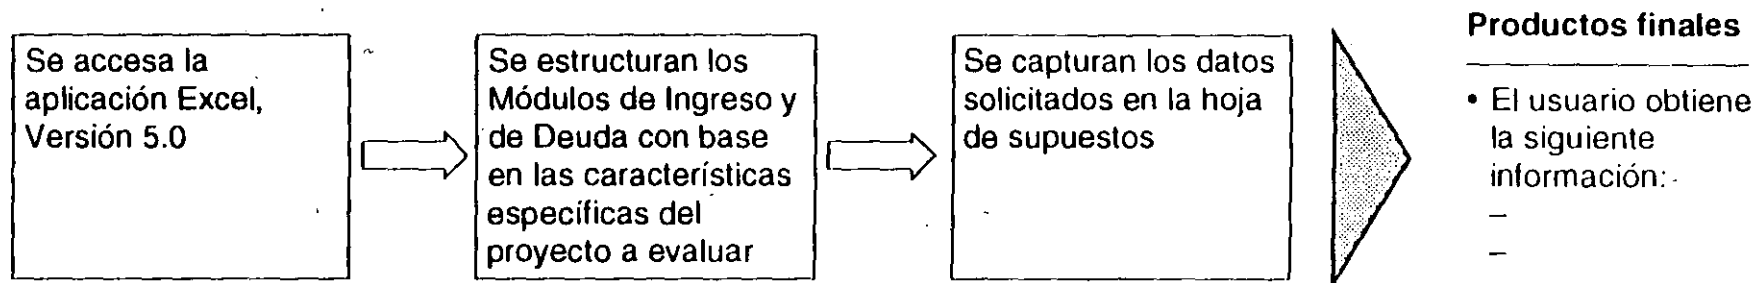 Se accesa la
aplicación Excel,
Versión 5.0
Se estructuran los
Módulos de Ingreso y
de Deuda con base
en las características
específicas del
proyecto a evaluar
Se capturan los datos
solicitados en la hoja
de supuestos
Productos finales
• El usuario obtiene
la siguiente
información:
–
–